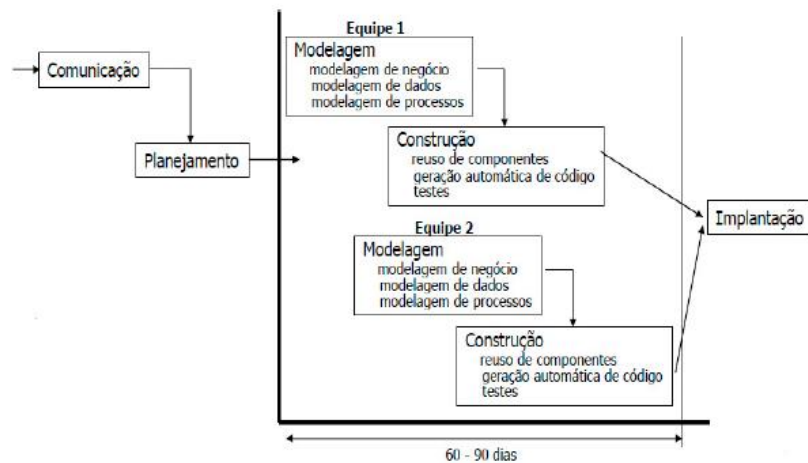 Equipe 1
Modelagem
modelagem de negócio
modelagem de dados
modelagem de processos
Comunicação
Planejamento
Construção
reuso de componentes
geração automática de código
testes
Implantação
Equipe 2
Modelagem
modelagem de negócio
modelagem de dados
modelagem de processos
Construção
reuso de componentes
geração automática de código
testes
60 - 90 dias